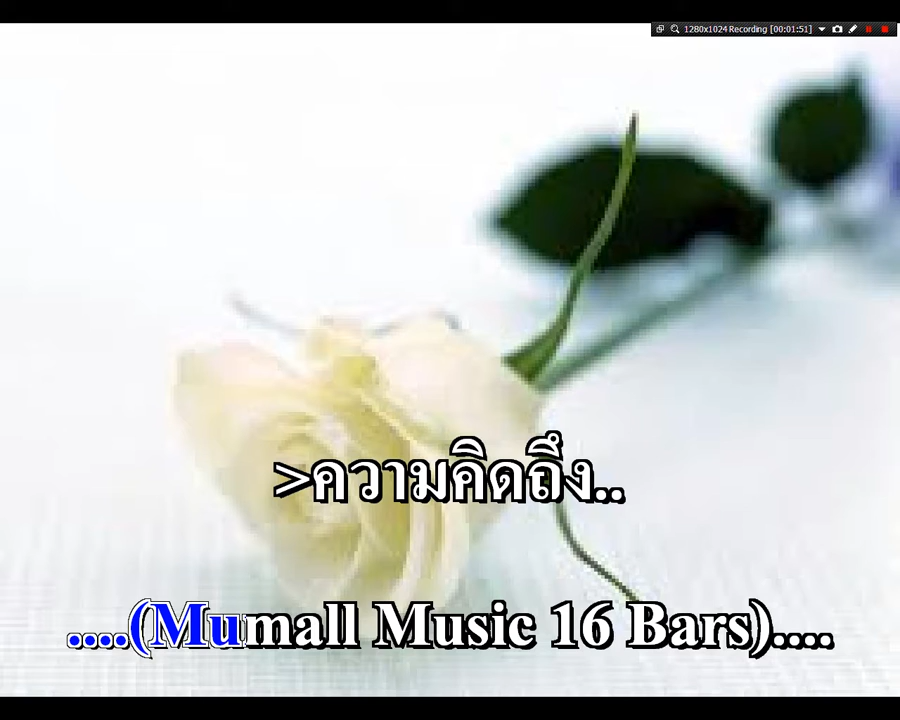 1280x1024 Recording [00:01:51]
>ความคิดถึง..
....(Mumall Music 16 Bars)....